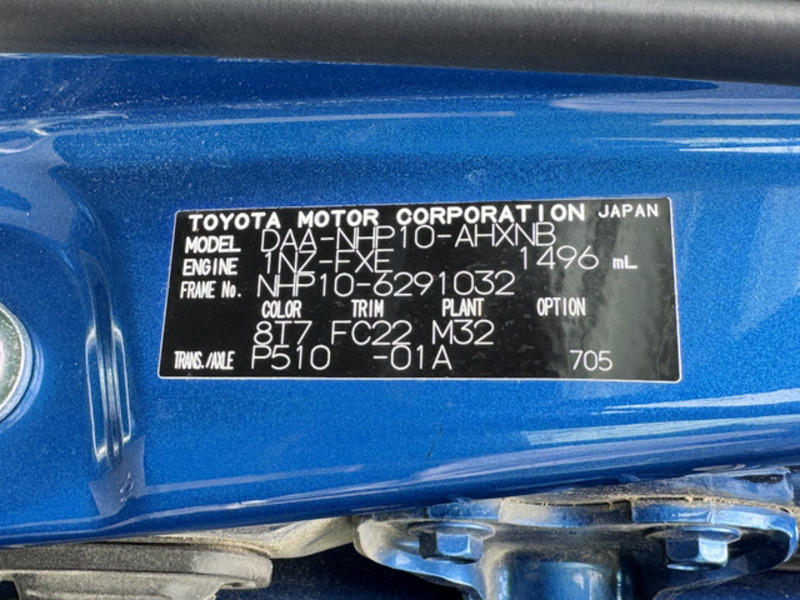 TOYOTA MOTOR CORPORATION JAPAN
MODEL DAA-NHP10-AHXNB
ENGINE 1NZ-FXE 1496 mL
FRAME No. NHP10-6291032
COLOR TRIM PLANT OPTION
8T7 FC22 M32
TRANS./AXLE P510 -01A 705